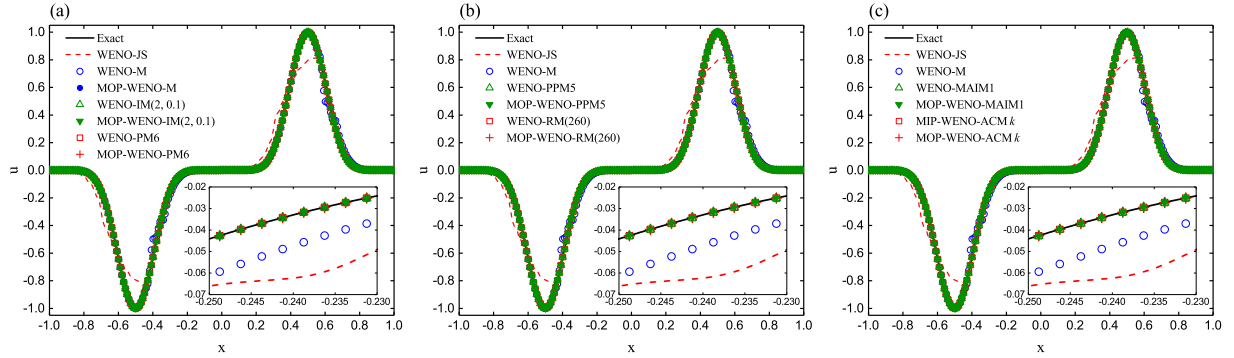 (a)
Exact
WENO-JS
WENO-M
MOP-WENO-M
WENO-IM(2, 0.1)
MOP-WENO-IM(2, 0.1)
WENO-PM6
MOP-WENO-PM6
1.0
0.8
0.6
0.4
0.2
0.0
-0.2
-0.4
-0.6
-0.8
-1.0
u
-0.02
-0.03
-0.04
-0.05
-0.06
-0.07
-0.250 -0.245 -0.240 -0.235 -0.230
-1.0 -0.8 -0.6 -0.4 -0.2 0.0 0.2 0.4 0.6 0.8 1.0
x
(b)
Exact
WENO-JS
WENO-M
WENO-PPM5
MOP-WENO-PPM5
WENO-RM(260)
MOP-WENO-RM(260)
1.0
0.8
0.6
0.4
0.2
0.0
-0.2
-0.4
-0.6
-0.8
-1.0
u
-0.02
-0.03
-0.04
-0.05
-0.06
-0.07
-0.250 -0.245 -0.240 -0.235 -0.230
-1.0 -0.8 -0.6 -0.4 -0.2 0.0 0.2 0.4 0.6 0.8 1.0
x
(c)
Exact
WENO-JS
WENO-M
WENO-MAIM1
MOP-WENO-MAIM1
MIP-WENO-ACMk
MOP-WENO-ACMk
1.0
0.8
0.6
0.4
0.2
0.0
-0.2
-0.4
-0.6
-0.8
-1.0
u
-0.02
-0.03
-0.04
-0.05
-0.06
-0.07
-0.250 -0.245 -0.240 -0.235 -0.230
-1.0 -0.8 -0.6 -0.4 -0.2 0.0 0.2 0.4 0.6 0.8 1.0
x